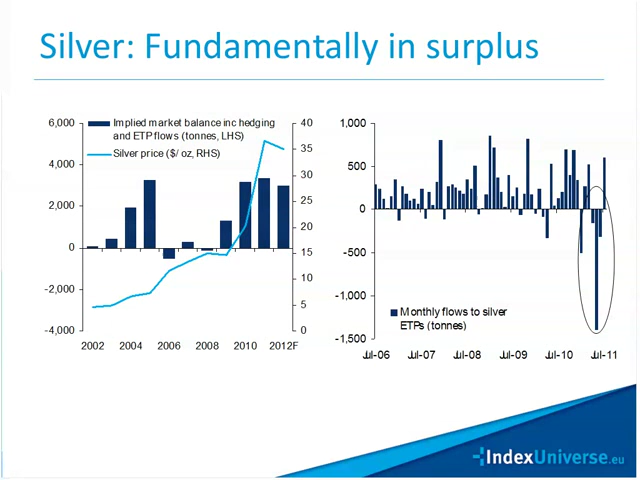 Silver: Fundamentally in surplus
6,000
4,000
2,000
0
-2,000
-4,000
Implied market balance inc hedging
and ETP flows (tonnes, LHS)
Silver price ($/ oz, RHS)
40
35
30
25
20
15
10
5
0
2002 2004 2006 2008 2010 2012F
1,000
500
0
-500
-1,000
-1,500
Monthly flows to silver
ETPs (tonnes)
Jul-06 Jul-07 Jul-08 Jul-09 Jul-10 Jul-11
IndexUniverse.eu